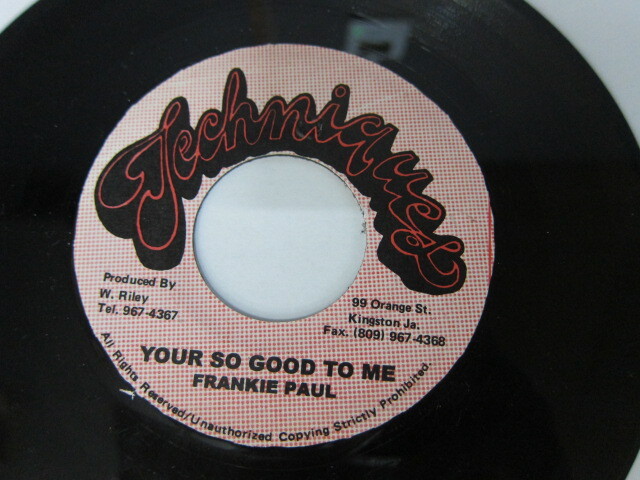 Techniques
Produced By
W. Riley
Tel. 967-4367
99 Orange St.
Kingston Ja.
Fax. (809) 967-4368
YOUR SO GOOD TO ME
FRANKIE PAUL
All Rights Reserved/Unauthorized Copying Strictly Prohibited.